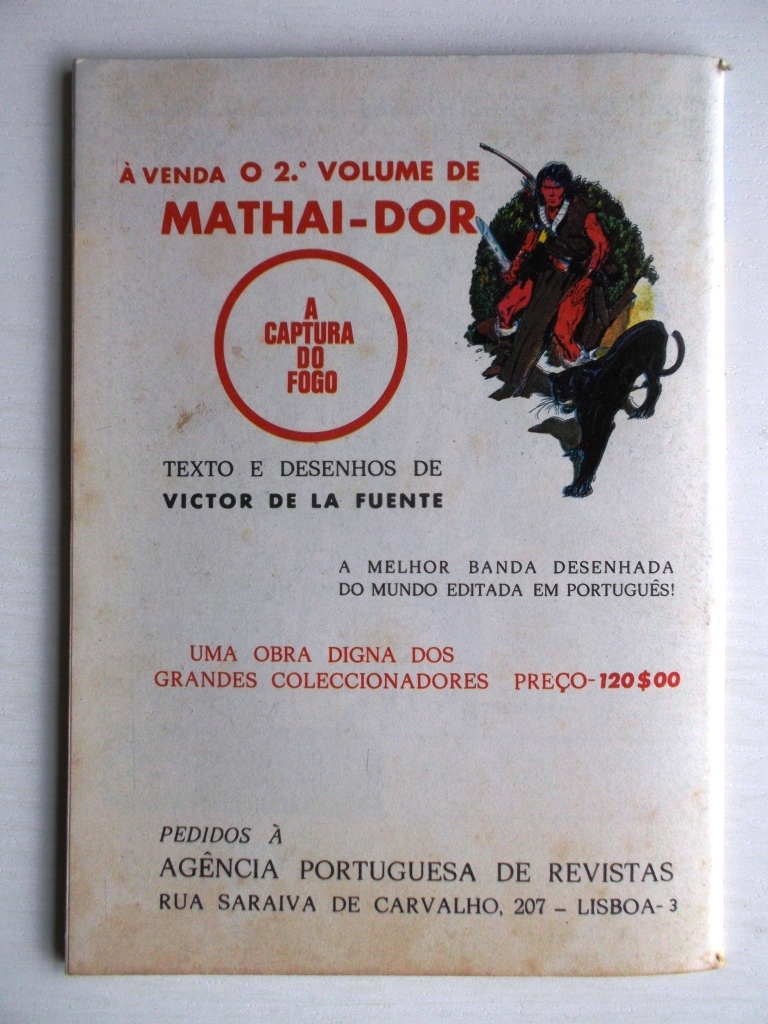 À VENDA O 2.º VOLUME DE
MATHAI-DOR
A
CAPTURA
DO
FOGO
TEXTO E DESENHOS DE
VICTOR DE LA FUENTE
A MELHOR BANDA DESENHADA
DO MUNDO EDITADA EM PORTUGUÊS!
UMA OBRA DIGNA DOS
GRANDES COLECCIONADORES PREÇO-120$00
PEDIDOS À
AGÊNCIA PORTUGUESA DE REVISTAS
RUA SARAIVA DE CARVALHO, 207 – LISBOA-3